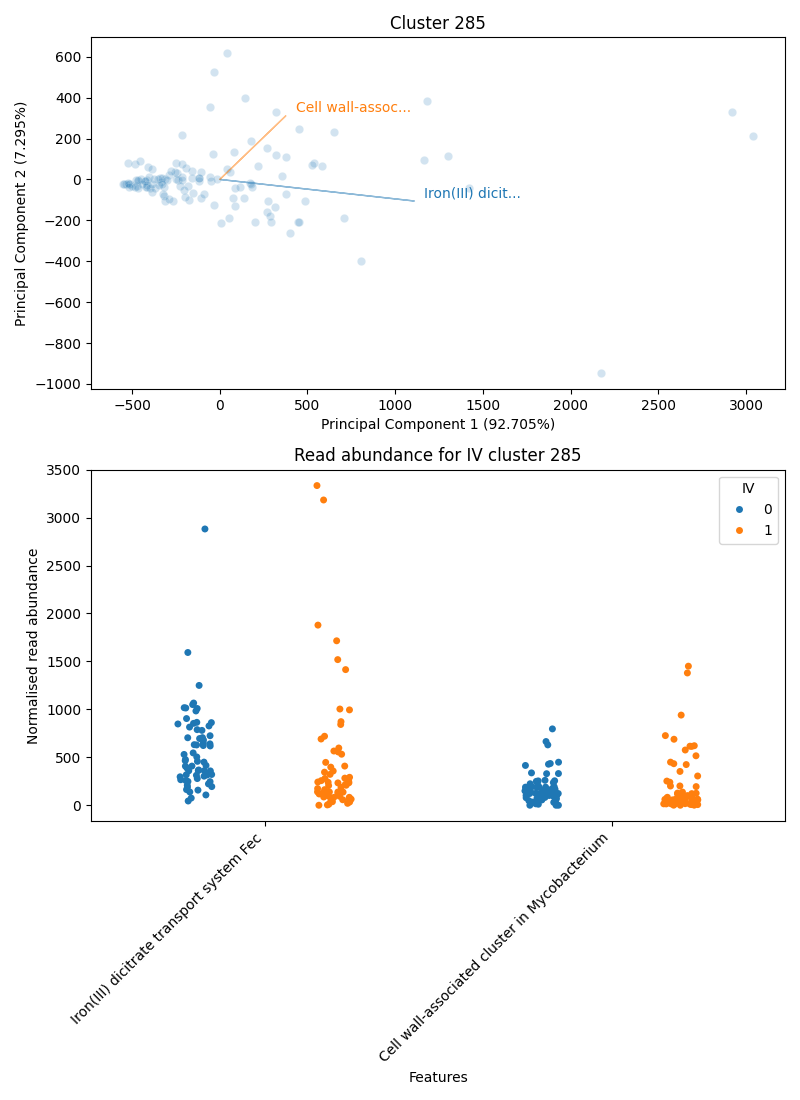 Cluster 285
600
400
200
0
−200
−400
−600
−800
−1000
Principal Component 2 (7.295%)
Cell wall-assoc...
Iron(III) dicit...
−500
0
500
1000
1500
2000
2500
3000
Principal Component 1 (92.705%)
Read abundance for IV cluster 285
3500
3000
2500
2000
1500
1000
500
0
Normalised read abundance
IV
0
1
Iron(III) dicitrate transport system Fec
Cell wall-associated cluster in Mycobacterium
Features